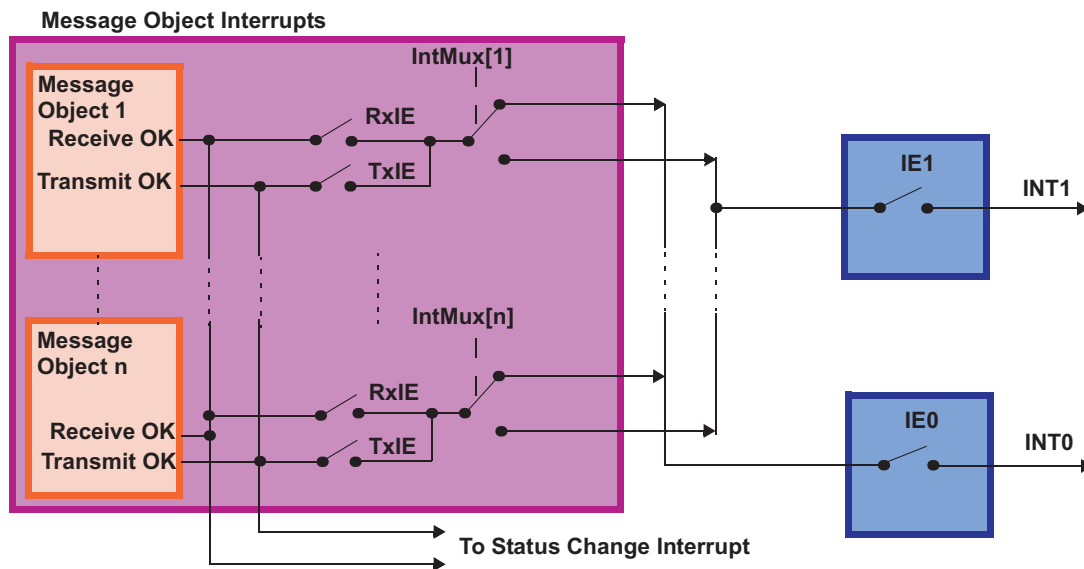 Message Object Interrupts
IntMux[1]
Message
Object 1
Receive OK
RxIE
Transmit OK
TxIE
IE1
INT1
IntMux[n]
Message
Object n
RxIE
Receive OK
Transmit OK
TxIE
IE0
INT0
To Status Change Interrupt